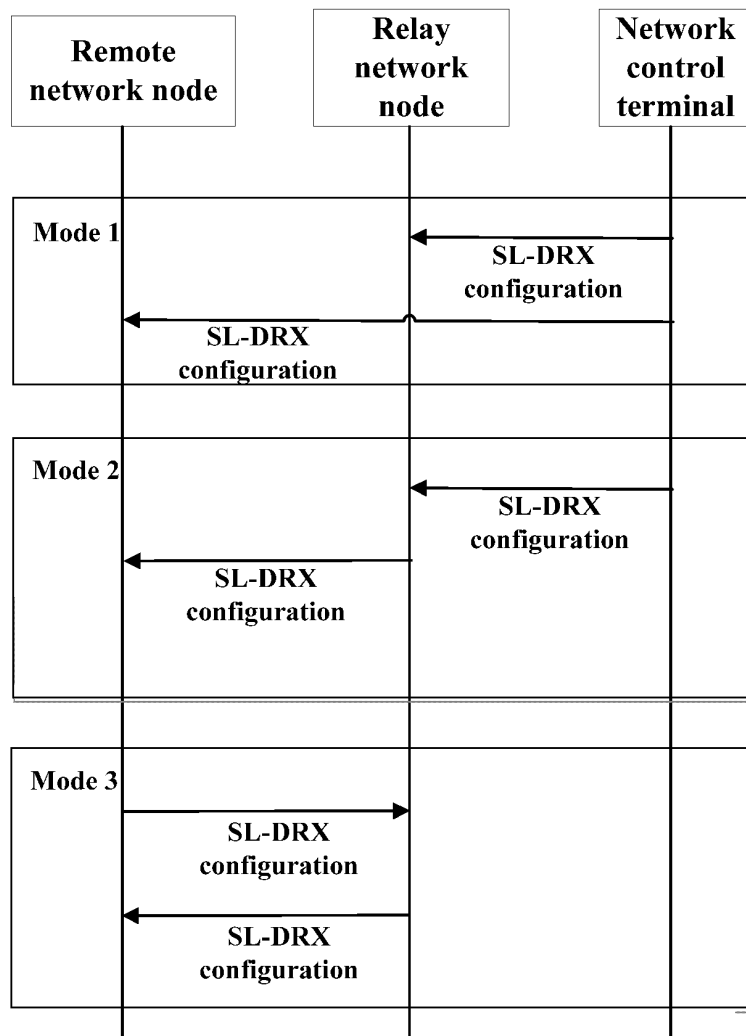 Remote
network node
Relay
network
node
Network
control
terminal
Mode 1
SL-DRX
configuration
SL-DRX
configuration
Mode 2
SL-DRX
configuration
SL-DRX
configuration
Mode 3
SL-DRX
configuration
SL-DRX
configuration